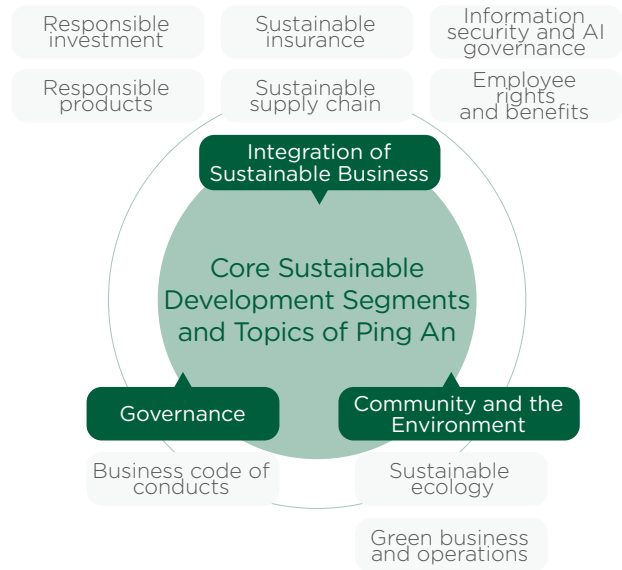 Responsible
investment
Sustainable
insurance
Information
security and AI
governance
Responsible
products
Sustainable
supply chain
Employee
rights
and benefits
Integration of
Sustainable Business
Core Sustainable
Development Segments
and Topics of Ping An
Governance
Community and the
Environment
Business code of
conducts
Sustainable
ecology
Green business
and operations